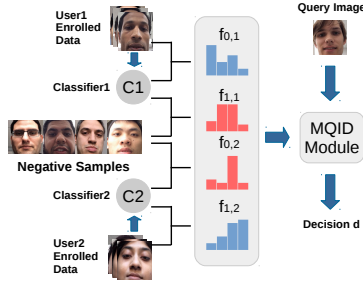 User1
Enrolled
Data
Classifier1
C1
Negative Samples
Classifier2
C2
User2
Enrolled
Data
f0,1
f1,1
f0,2
f1,2
Query Image
MQID
Module
Decision d